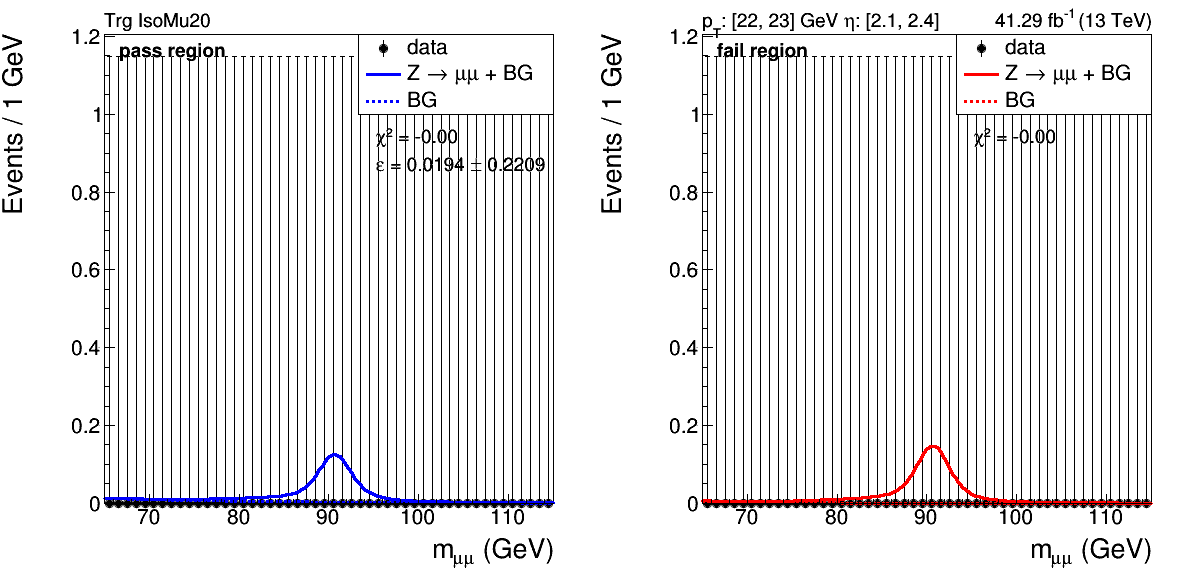 Trg IsoMu20
pass region
data
Z → μμ + BG
BG
χ² = -0.00
ε = 0.0194 ± 0.2209
Events / 1 GeV
1.2
1
0.8
0.6
0.4
0.2
0
70 80 90 100 110
m_μμ (GeV)
p_T: [22, 23] GeV η: [2.1, 2.4] 41.29 fb⁻¹ (13 TeV)
fail region
data
Z → μμ + BG
BG
χ² = -0.00
Events / 1 GeV
1.2
1
0.8
0.6
0.4
0.2
0
70 80 90 100 110
m_μμ (GeV)